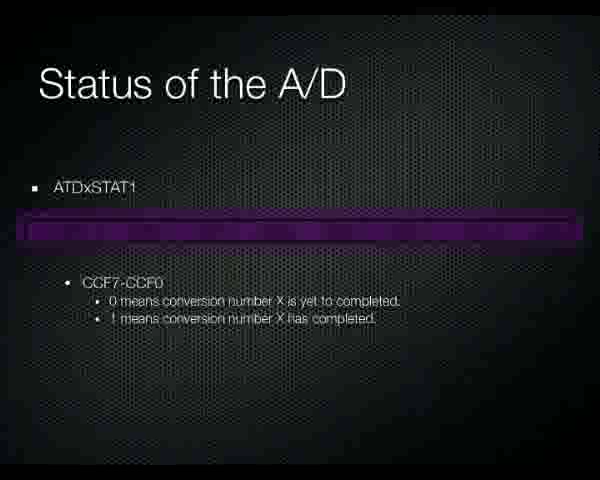 Status of the A/D
ATDxSTAT1
CCF7-CCF0
0 means conversion number X is yet to completed.
1 means conversion number X has completed.